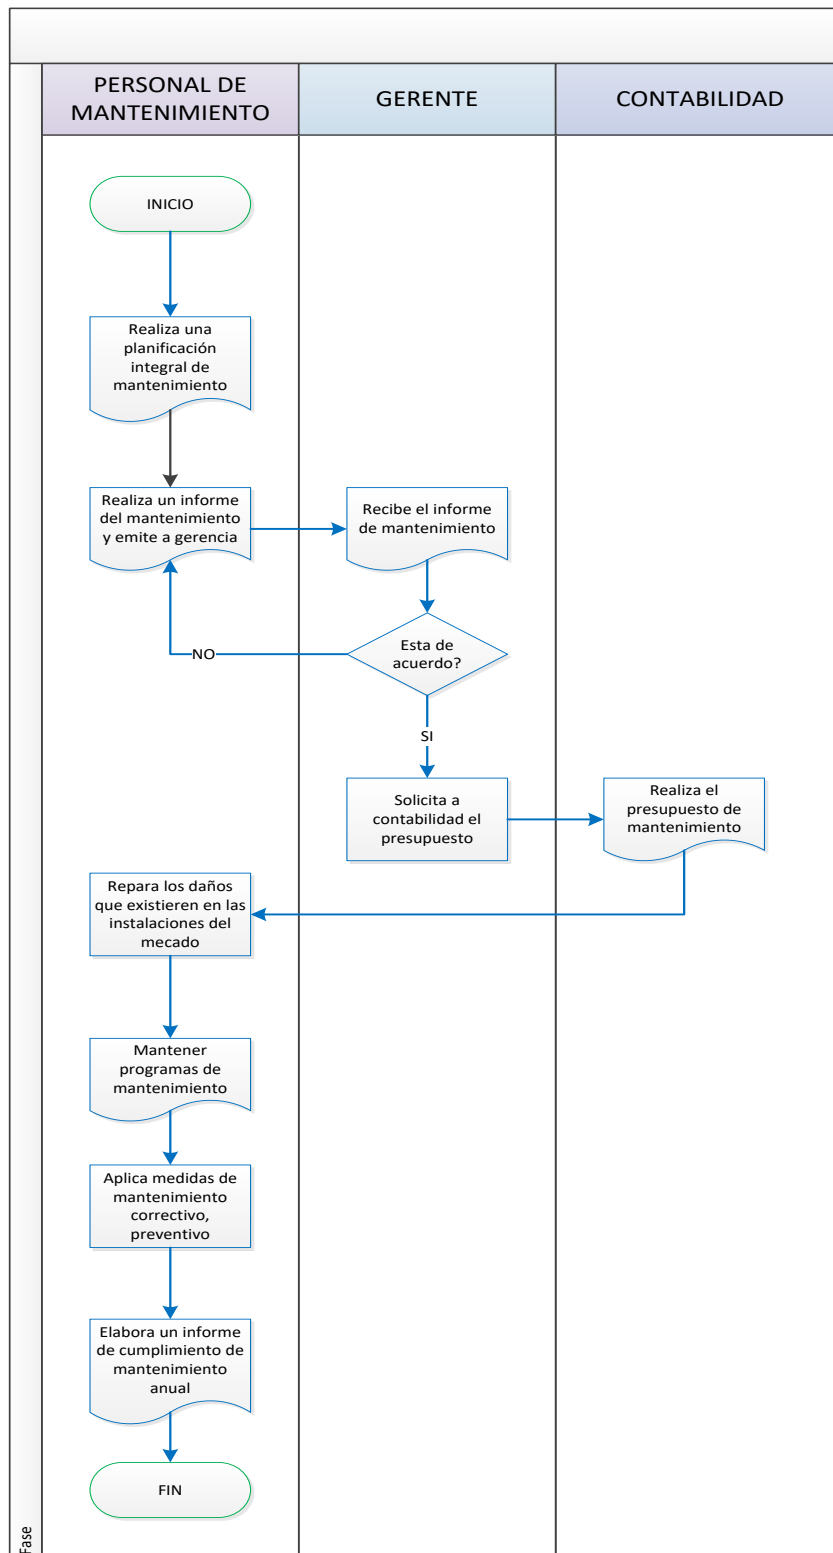 PERSONAL DE
MANTENIMIENTO
GERENTE
CONTABILIDAD
INICIO
Realiza una
planificación
integral de
mantenimiento
Realiza un informe
del mantenimiento
y emite a gerencia
Recibe el informe
de mantenimiento
Esta de
acuerdo?
NO
SI
Solicita a
contabilidad el
presupuesto
Realiza el
presupuesto de
mantenimiento
Repara los daños
que existieren en las
instalaciones del
mecado
Mantener
programas de
mantenimiento
Aplica medidas de
mantenimiento
correctivo,
preventivo
Elabora un informe
de cumplimiento de
mantenimiento
anual
FIN
Fase